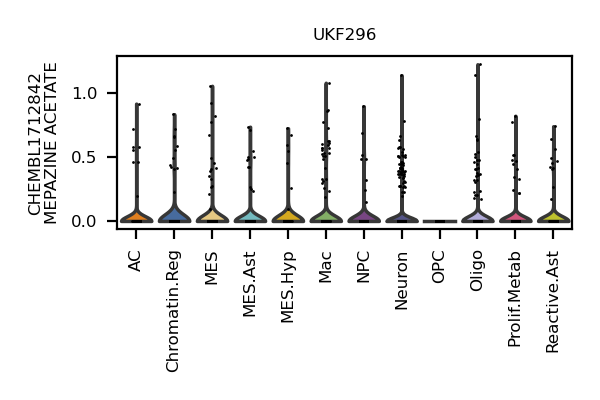 UKF296
CHEMBL1712842
MEPAZINE ACETATE
1.0
0.5
0.0
AC
Chromatin.Reg
MES
MES.Ast
MES.Hyp
Mac
NPC
Neuron
OPC
Oligo
Prolif.Metab
Reactive.Ast